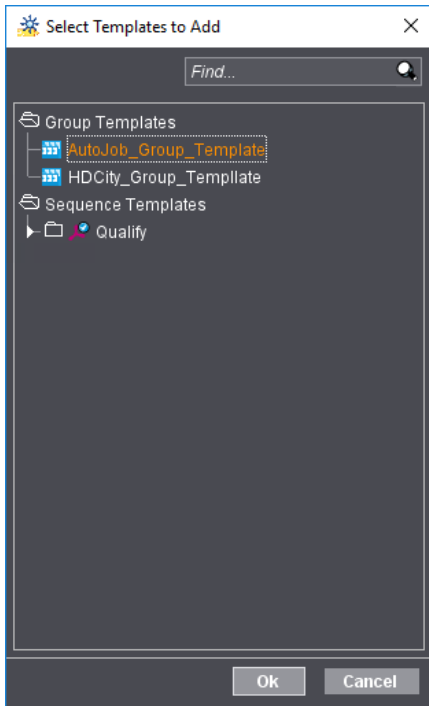 Select Templates to Add
Find...
Group Templates
AutoJob_Group_Template
HDCity_Group_Templlate
Sequence Templates
Qualify
Ok Cancel